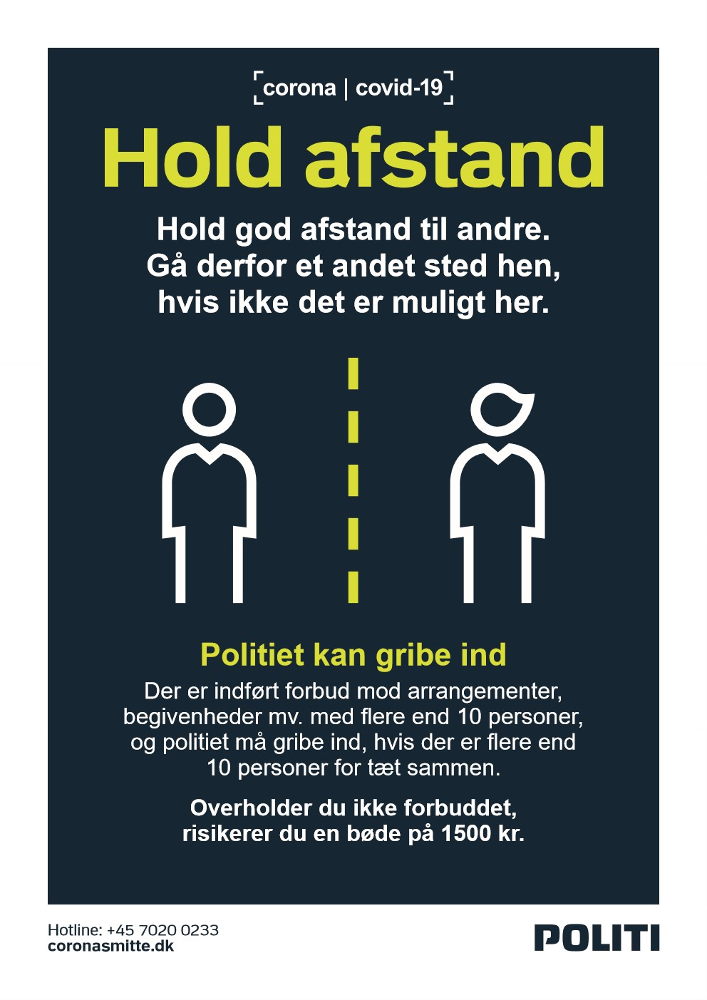 corona | covid-19
Hold afstand
Hold god afstand til andre.
Gå derfor et andet sted hen,
hvis ikke det er muligt her.
Politiet kan gribe ind
Der er indført forbud mod arrangementer,
begivenheder mv. med flere end 10 personer,
og politiet må gribe ind, hvis der er flere end
10 personer for tæt sammen.
Overholder du ikke forbuddet,
risikerer du en bøde på 1500 kr.
Hotline: +45 7020 0233
coronasmitte.dk
POLITI